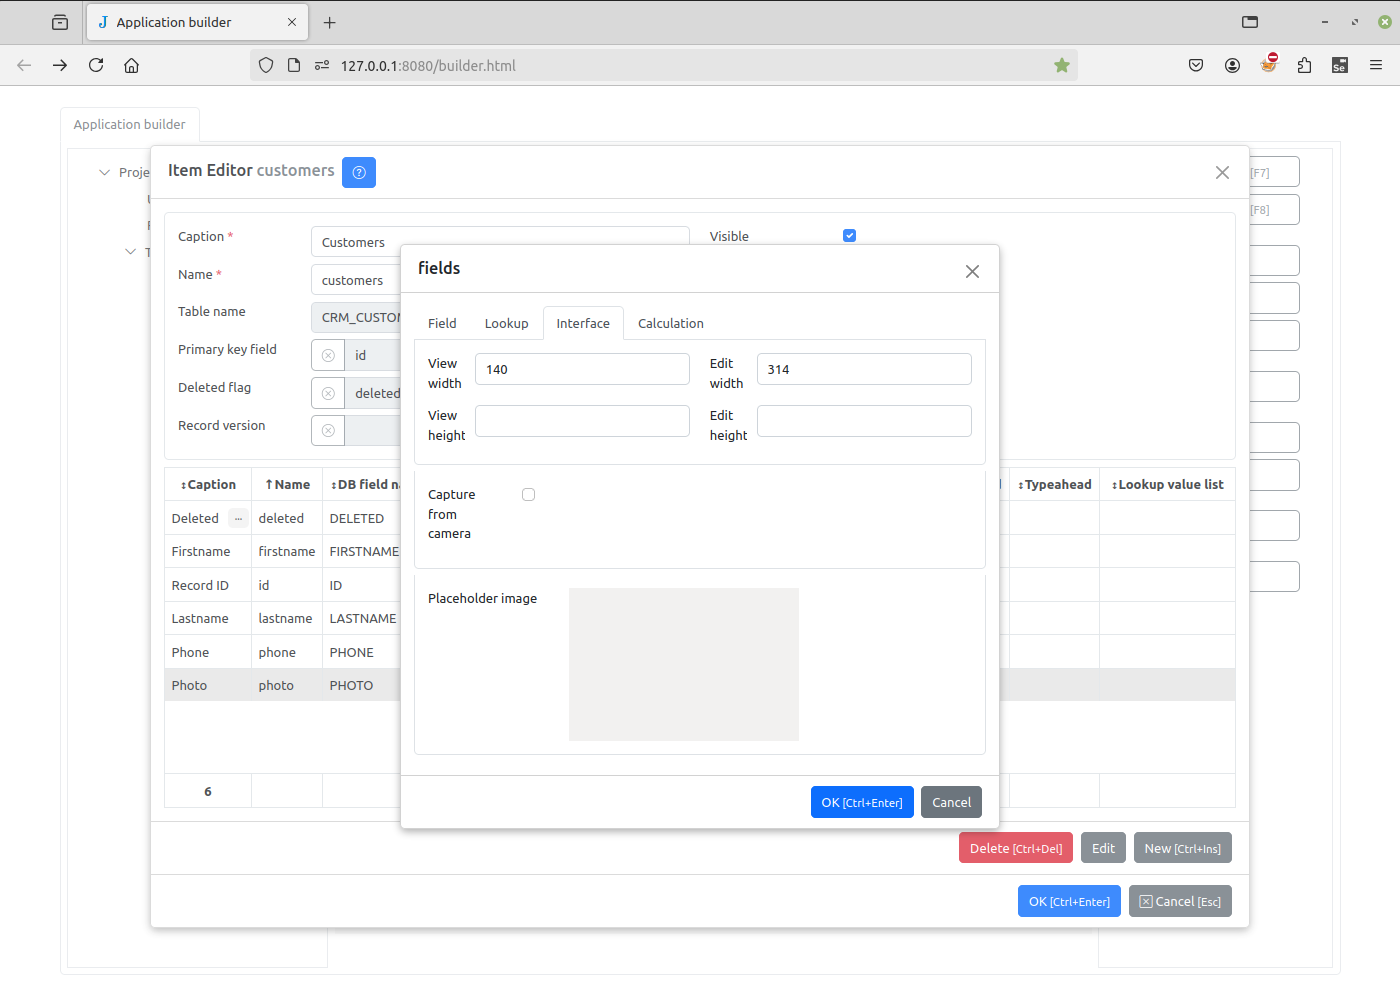 Application builder
127.0.0.1:8080/builder.html
Application builder
Item Editor customers
[F7]
[F8]
Caption *
Customers
Visible
Name *
customers
Table name
Primary key field
id
Deleted flag
deleted
Record version
fields
Field Lookup Interface Calculation
View width
140
Edit width
314
View height
Edit height
Capture from camera
Placeholder image
OK [Ctrl+Enter] Cancel
↕Caption ↑Name ↕DB field ↕Typeahead ↕Lookup value list
Deleted ... deleted DELETED
Firstname firstname FIRSTNAME
Record ID id ID
Lastname lastname LASTNAME
Phone phone PHONE
Photo photo PHOTO
6
Delete [Ctrl+Del] Edit New [Ctrl+Ins]
OK [Ctrl+Enter] Cancel [Esc]